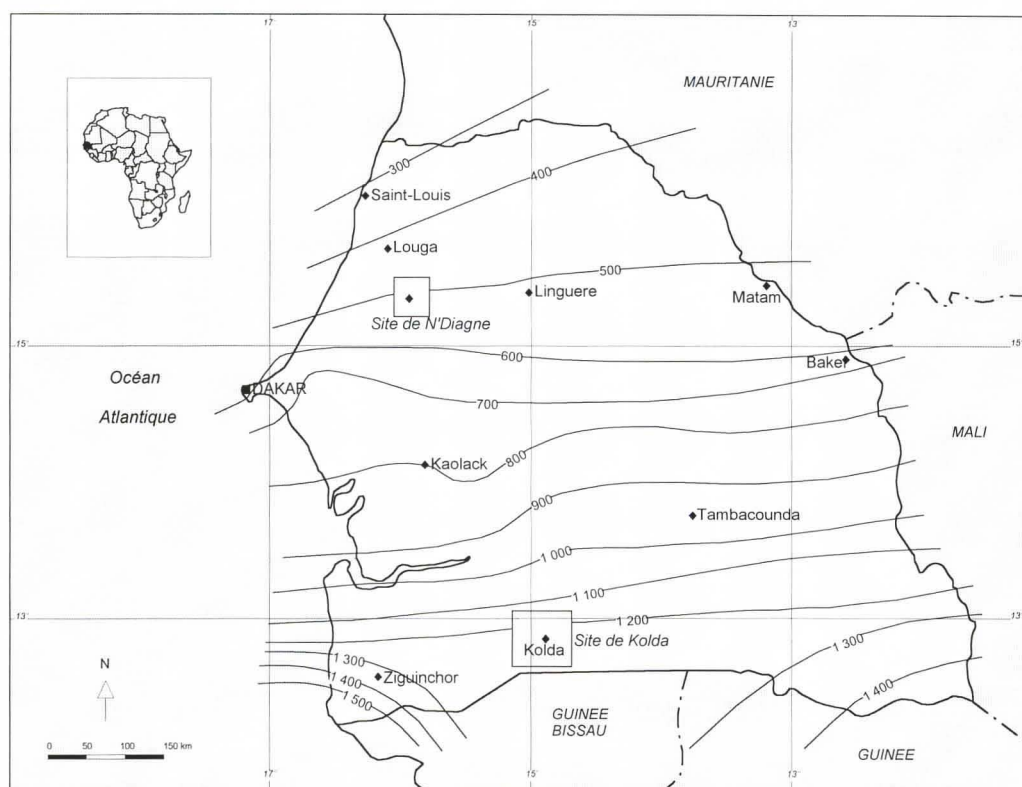 17°
15
13
MAURITANIE
300
400
Saint-Louis
Louga
500
Linguere
Matam
Site de N'Diagne
15°
15°
600
Bakel
Océan
Atlantique
DAKAR
700
MALI
800
Kaolack
900
Tambacounda
1 000
1 100
13°
13°
1 200
Site de Kolda
Kolda
1 300
1 300
N
1 400
Ziguinchor
1 400
1 500
GUINEE
BISSAU
GUINEE
0 50 100 150 km
17°
15
13